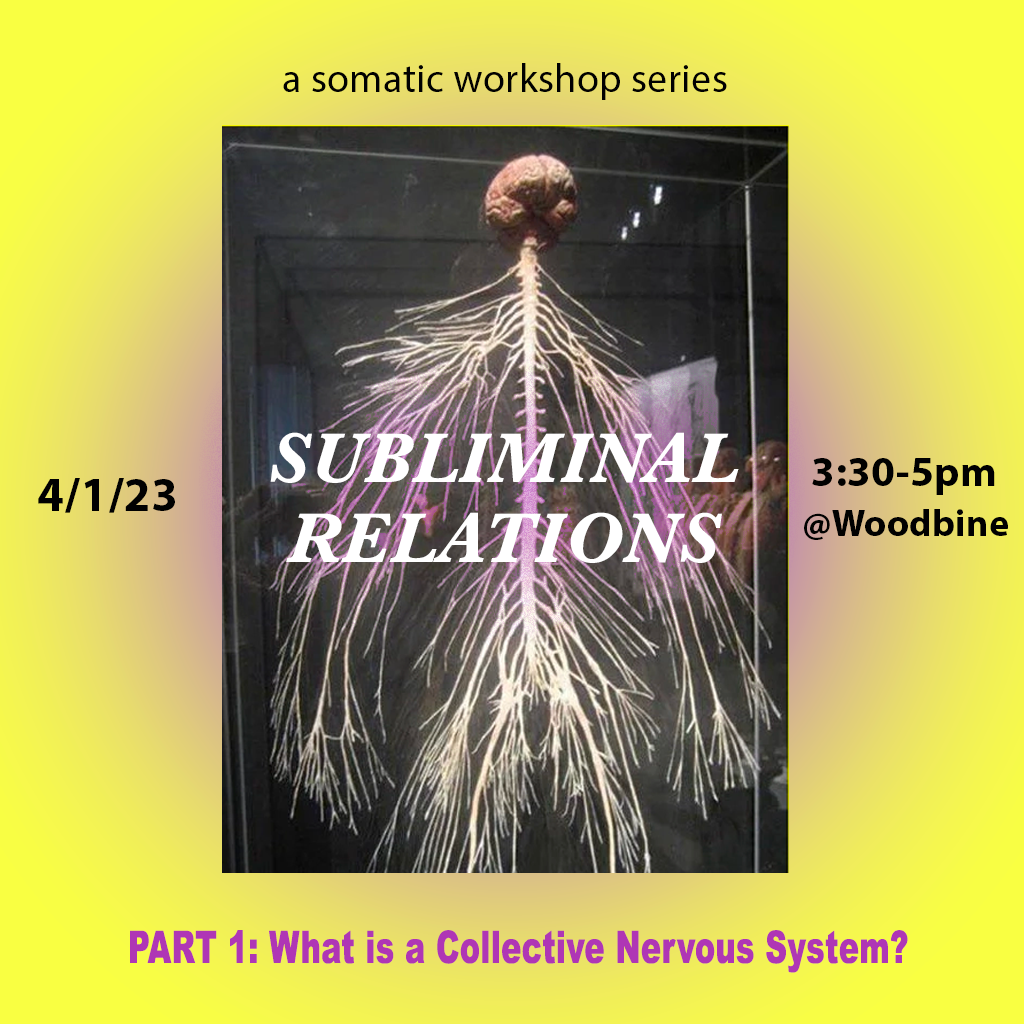 a somatic workshop series
SUBLIMINAL
RELATIONS
4/1/23
3:30-5pm
@Woodbine
PART 1: What is a Collective Nervous System?